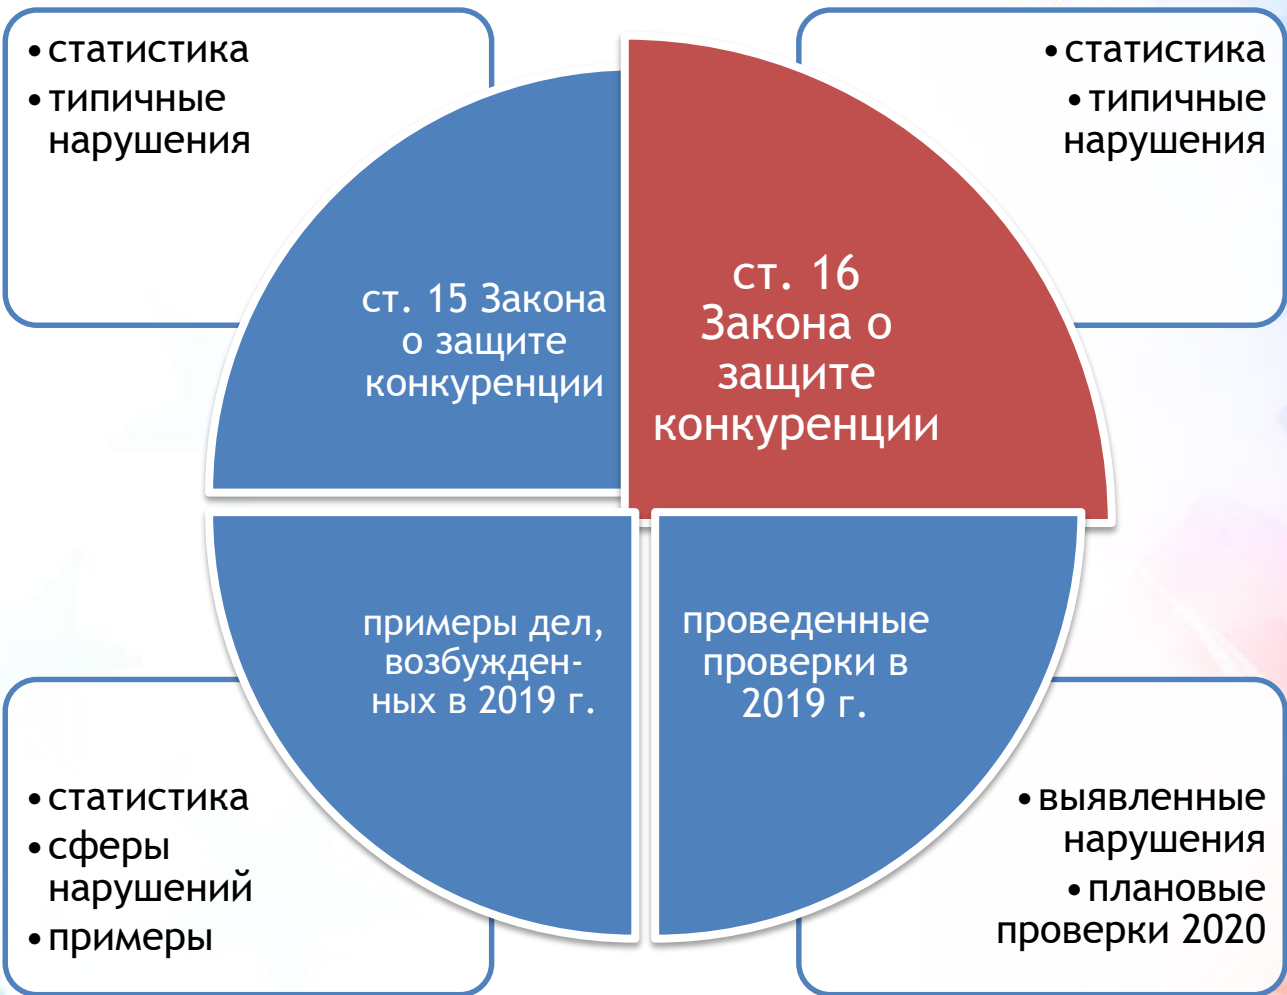 • статистика
• типичные
нарушения
• статистика
• типичные
нарушения
ст. 15 Закона
о защите
конкуренции
ст. 16
Закона о
защите
конкуренции
примеры дел,
возбужден-
ных в 2019 г.
проведенные
проверки в
2019 г.
• статистика
• сферы
нарушений
• примеры
• выявленные
нарушения
• плановые
проверки 2020